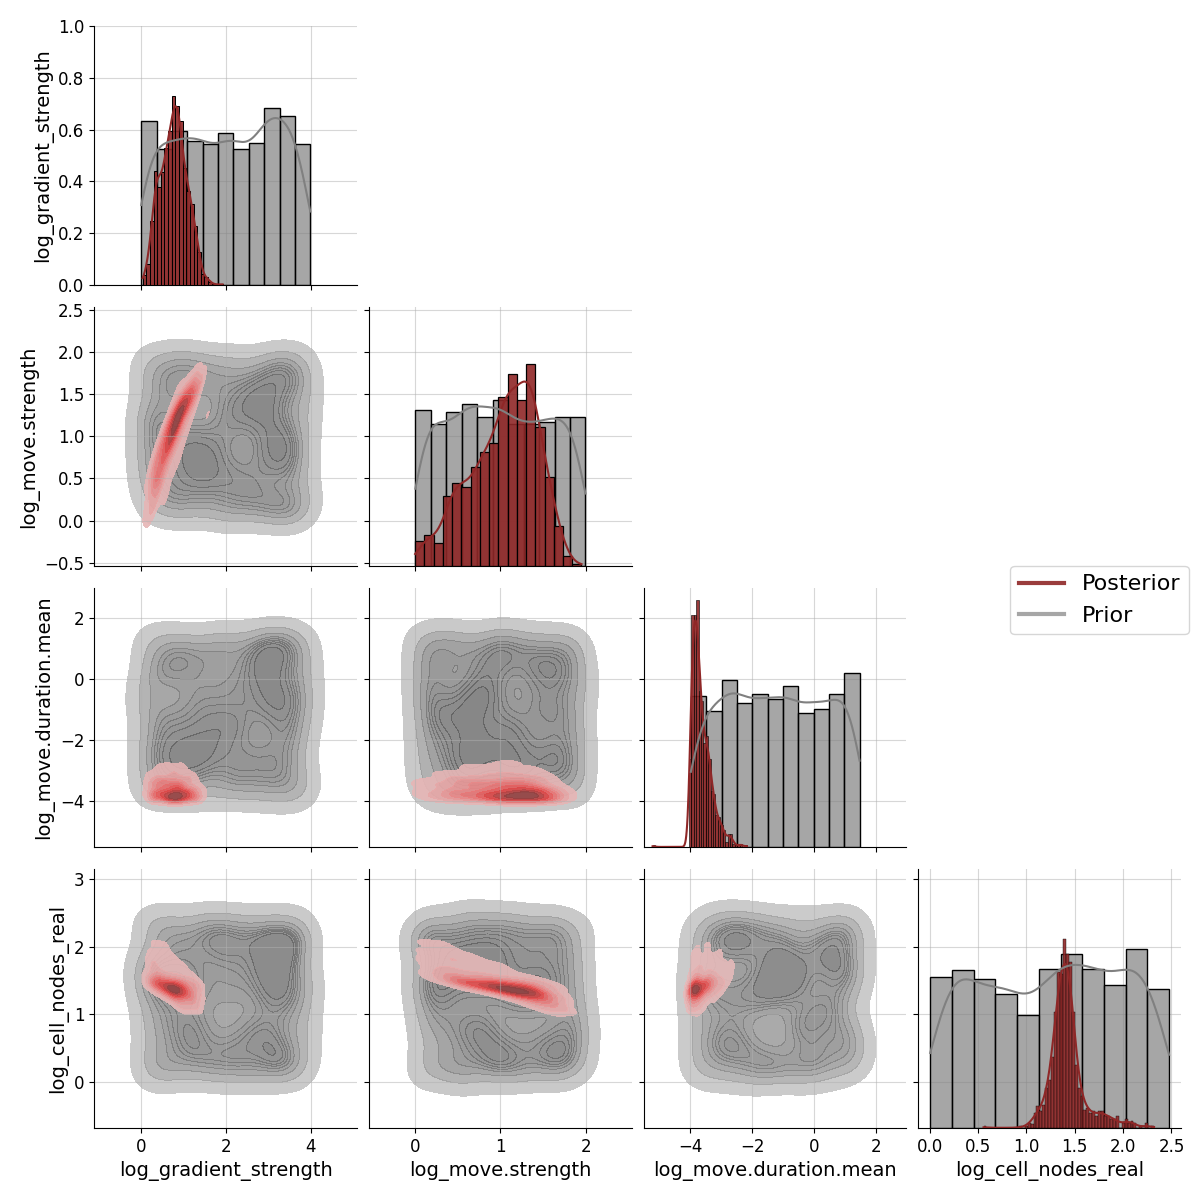 1.0
0.8
0.6
0.4
0.2
0.0
log_gradient_strength
2.5
2.0
1.5
1.0
0.5
0.0
−0.5
log_move.strength
2
0
−2
−4
log_move.duration.mean
Posterior
Prior
3
2
1
0
log_cell_nodes_real
0 2 4
0 1 2
−4 −2 0 2
0.0 0.5 1.0 1.5 2.0 2.5
log_gradient_strength
log_move.strength
log_move.duration.mean
log_cell_nodes_real